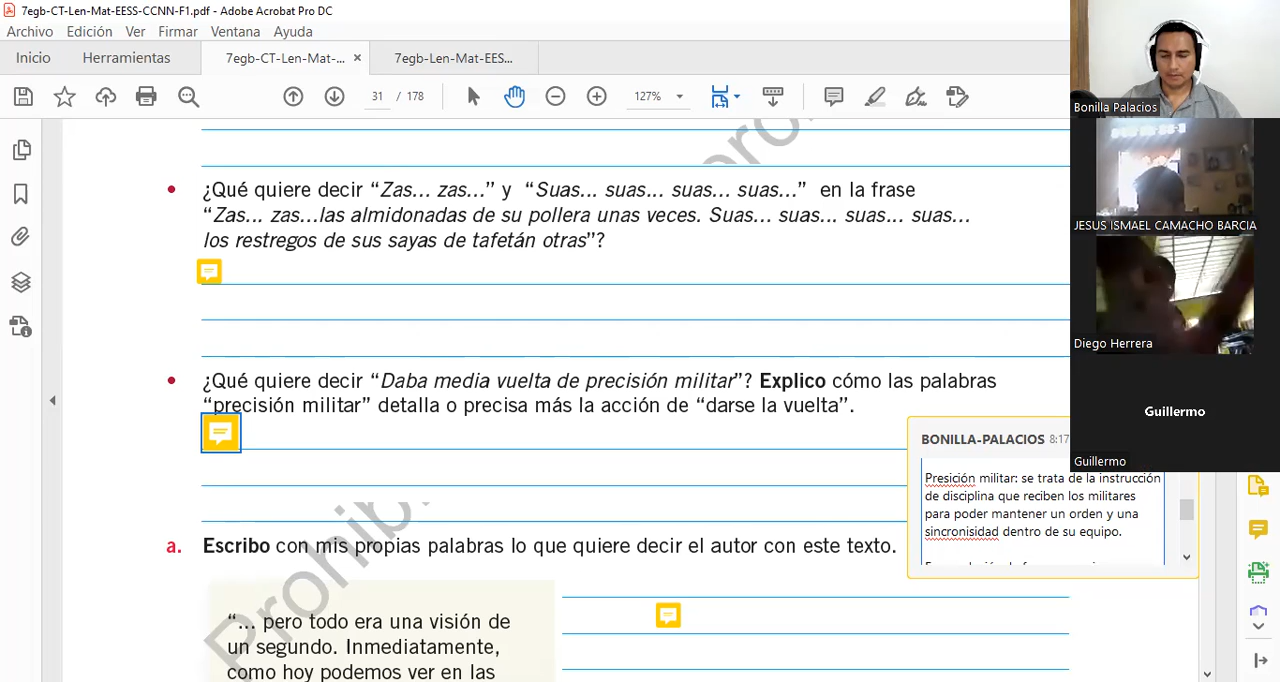 7egb-CT-Len-Mat-EESS-CCNN-F1.pdf - Adobe Acrobat Pro DC
Archivo Edición Ver Firmar Ventana Ayuda
Inicio Herramientas 7egb-CT-Len-Mat-... × 7egb-Len-Mat-EES...
31 / 178 127%
Bonilla Palacios
JESUS ISMAEL CAMACHO BARCIA
Diego Herrera
Guillermo
Guillermo
• ¿Qué quiere decir “Zas... zas...” y “Suas... suas... suas... suas...” en la frase
“Zas... zas...las almidonadas de su pollera unas veces. Suas... suas... suas... suas...
los restregos de sus sayas de tafetán otras”?
• ¿Qué quiere decir “Daba media vuelta de precisión militar”? Explico cómo las palabras
“precisión militar” detalla o precisa más la acción de “darse la vuelta”.
BONILLA-PALACIOS 8:17
Presición militar: se trata de la instrucción
de disciplina que reciben los militares
para poder mantener un orden y una
sincronisidad dentro de su equipo.
a. Escribo con mis propias palabras lo que quiere decir el autor con este texto.
“... pero todo era una visión de
un segundo. Inmediatamente,
como hoy podemos ver en las